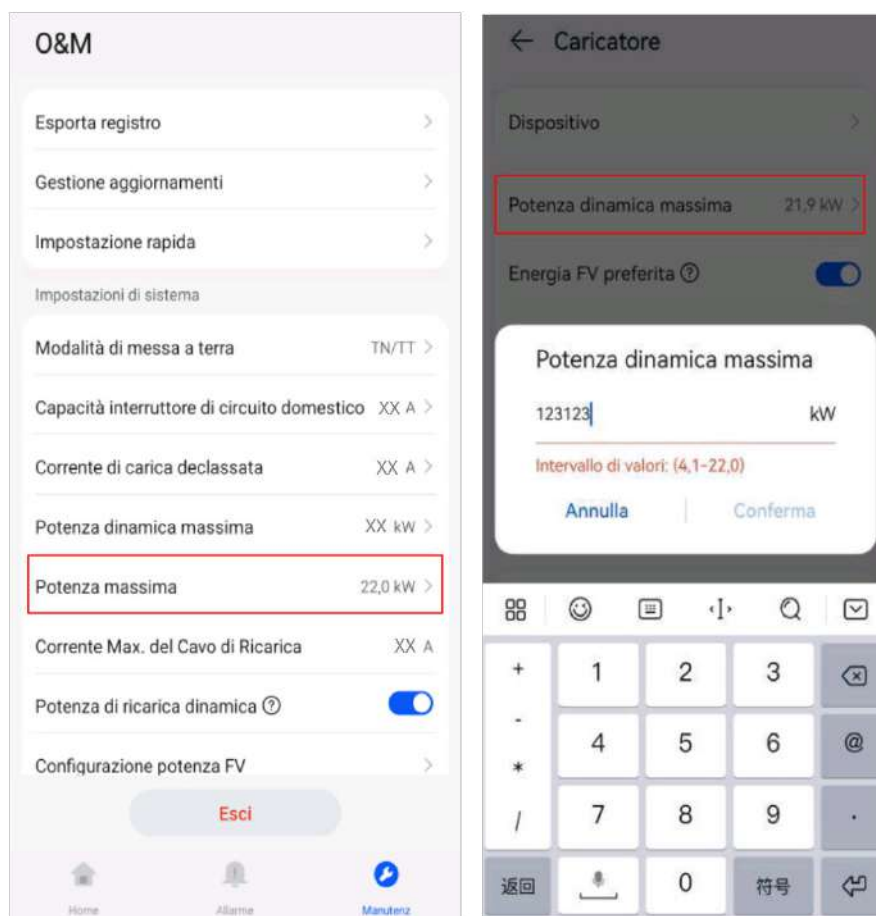 O&M
Esporta registro
Gestione aggiornamenti
Impostazione rapida
Impostazioni di sistema
Modalità di messa a terra TN/TT
Capacità interruttore di circuito domestico XX A
Corrente di carica declassata XX A
Potenza dinamica massima XX kW
Potenza massima 22,0 kW
Corrente Max. del Cavo di Ricarica XX A
Potenza di ricarica dinamica
Configurazione potenza FV
Esci
Home Allarme Manutenz
Caricatore
Dispositivo
Potenza dinamica massima 21,9 kW
Energia FV preferita
Potenza dinamica massima
123123 kW
Intervallo di valori: (4,1-22,0)
Annulla Conferma
+ 1 2 3
- 4 5 6 @
*
/ 7 8 9 .
返回 0 符号